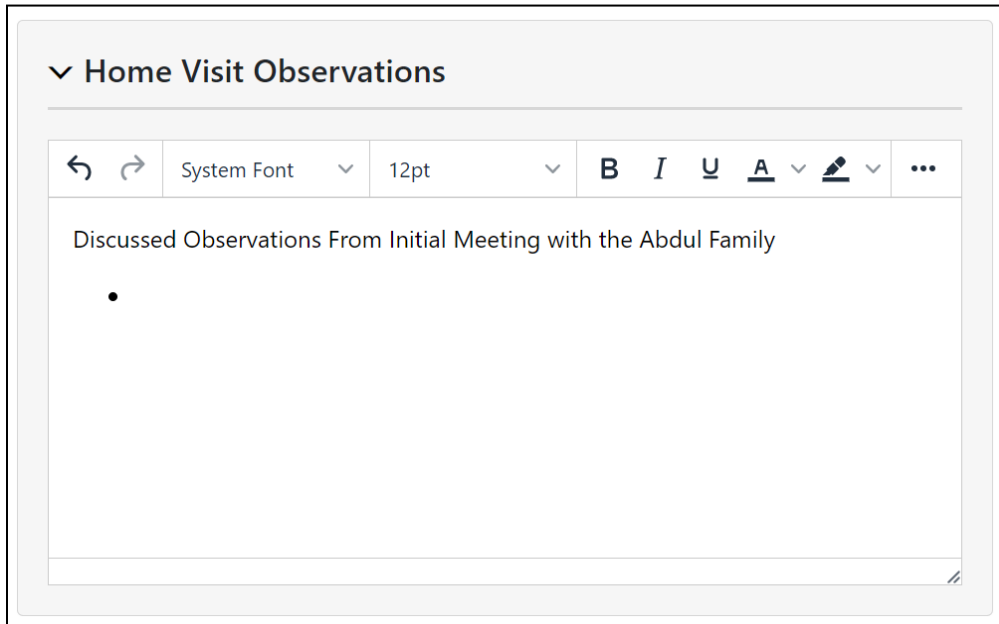 Home Visit Observations
System Font 12pt B I U A
Discussed Observations From Initial Meeting with the Abdul Family
•